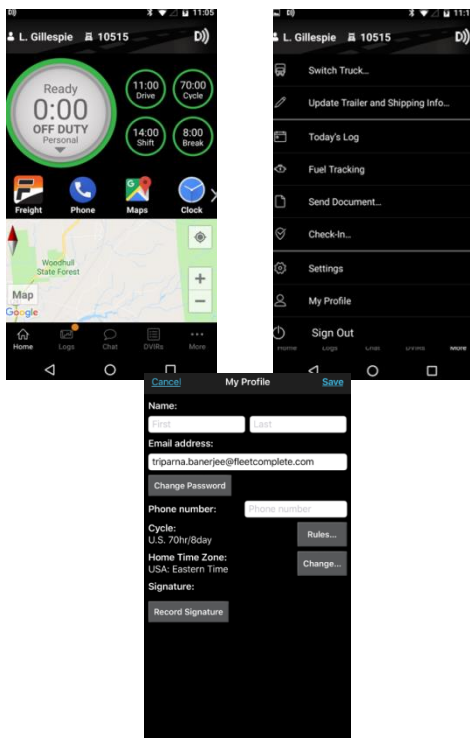 11:05
L. Gillespie 10515 D))
Ready
0:00
OFF DUTY
Personal
11:00
Drive
70:00
Cycle
14:00
Shift
8:00
Break
Freight Phone Maps Clock
Woodhull
State Forest
Map
Google
+
−
Home Logs Chat DVIRs More
L. Gillespie 10515 D))
Switch Truck...
Update Trailer and Shipping Info...
Today's Log
Fuel Tracking
Send Document...
Check-In...
Settings
My Profile
Sign Out
Home Logs Chat DVIRs More
Cancel My Profile Save
Name:
First Last
Email address:
triparna.banerjee@fleetcomplete.com
Change Password
Phone number: Phone number
Cycle:
U.S. 70hr/8day
Rules...
Home Time Zone:
USA: Eastern Time
Change...
Signature:
Record Signature